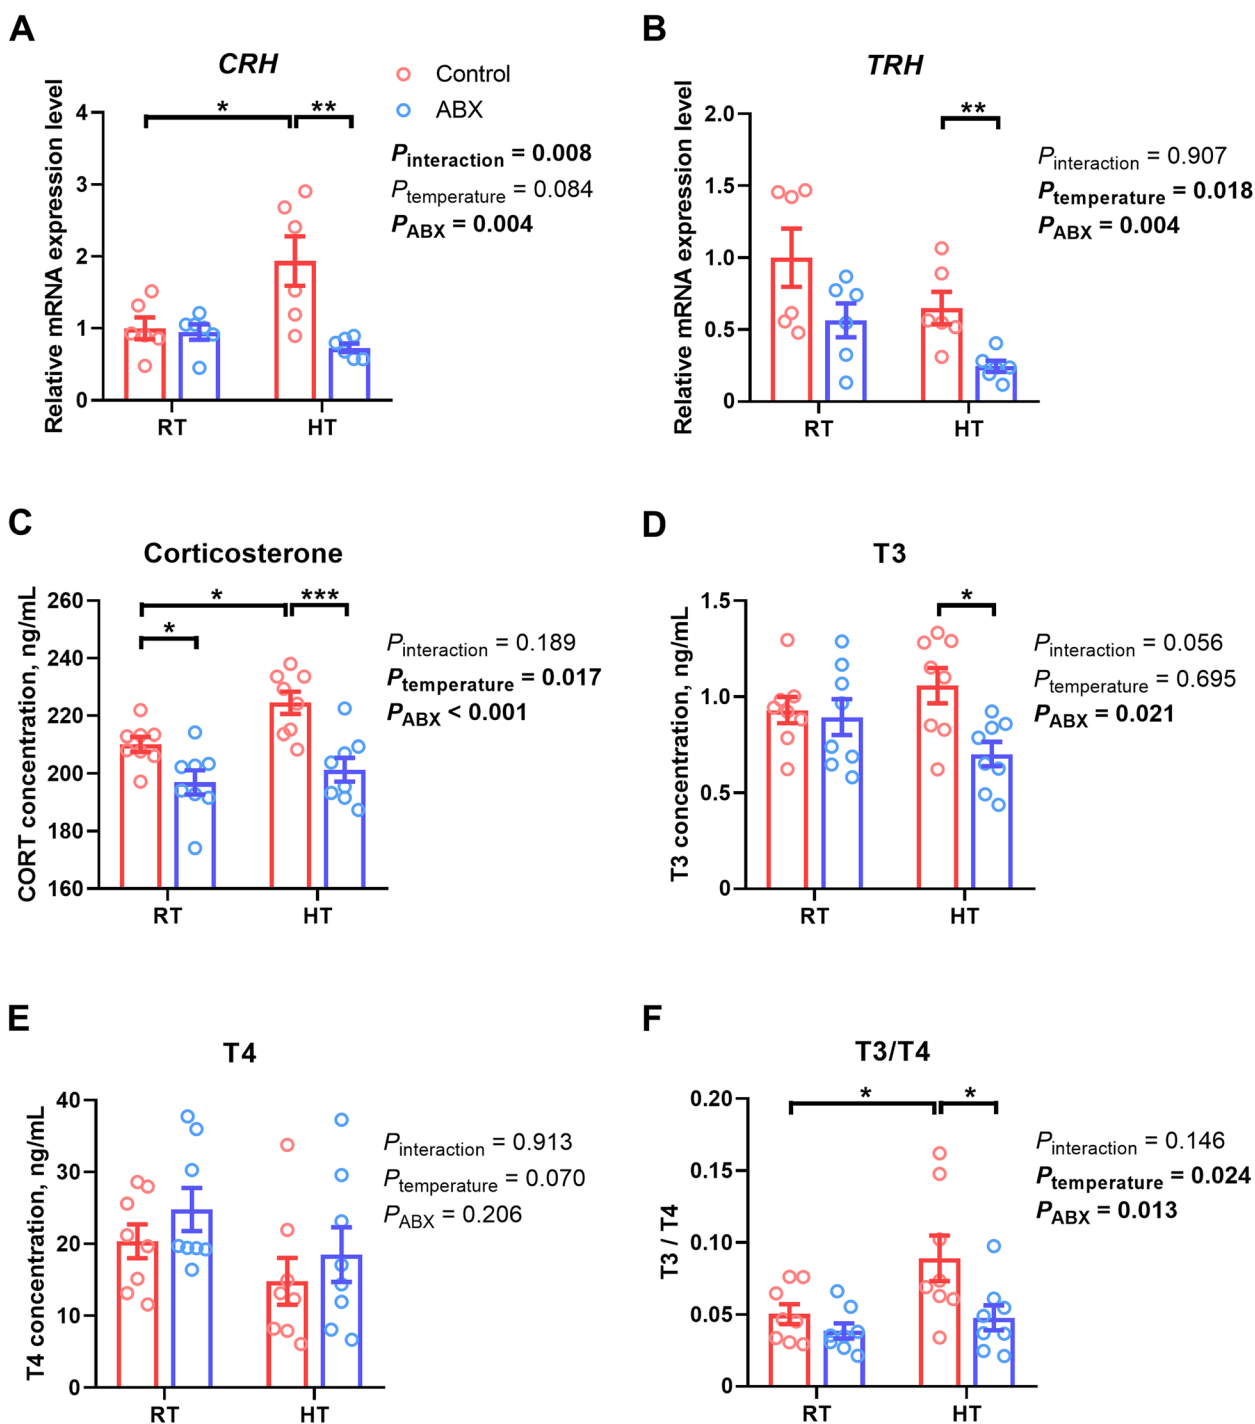 A
CRH
Control
ABX
Relative mRNA expression level
4
3
2
1
0
*
**
Pinteraction = 0.008
Ptemperature = 0.084
PABX = 0.004
RT
HT
B
TRH
Relative mRNA expression level
2.0
1.5
1.0
0.5
0
**
Pinteraction = 0.907
Ptemperature = 0.018
PABX = 0.004
RT
HT
C
Corticosterone
CORT concentration, ng/mL
260
240
220
200
180
160
*
***
*
Pinteraction = 0.189
Ptemperature = 0.017
PABX < 0.001
RT
HT
D
T3
T3 concentration, ng/mL
1.5
1.0
0.5
0
*
Pinteraction = 0.056
Ptemperature = 0.695
PABX = 0.021
RT
HT
E
T4
T4 concentration, ng/mL
40
30
20
10
0
Pinteraction = 0.913
Ptemperature = 0.070
PABX = 0.206
RT
HT
F
T3/T4
T3 / T4
0.20
0.15
0.10
0.05
0
*
*
Pinteraction = 0.146
Ptemperature = 0.024
PABX = 0.013
RT
HT